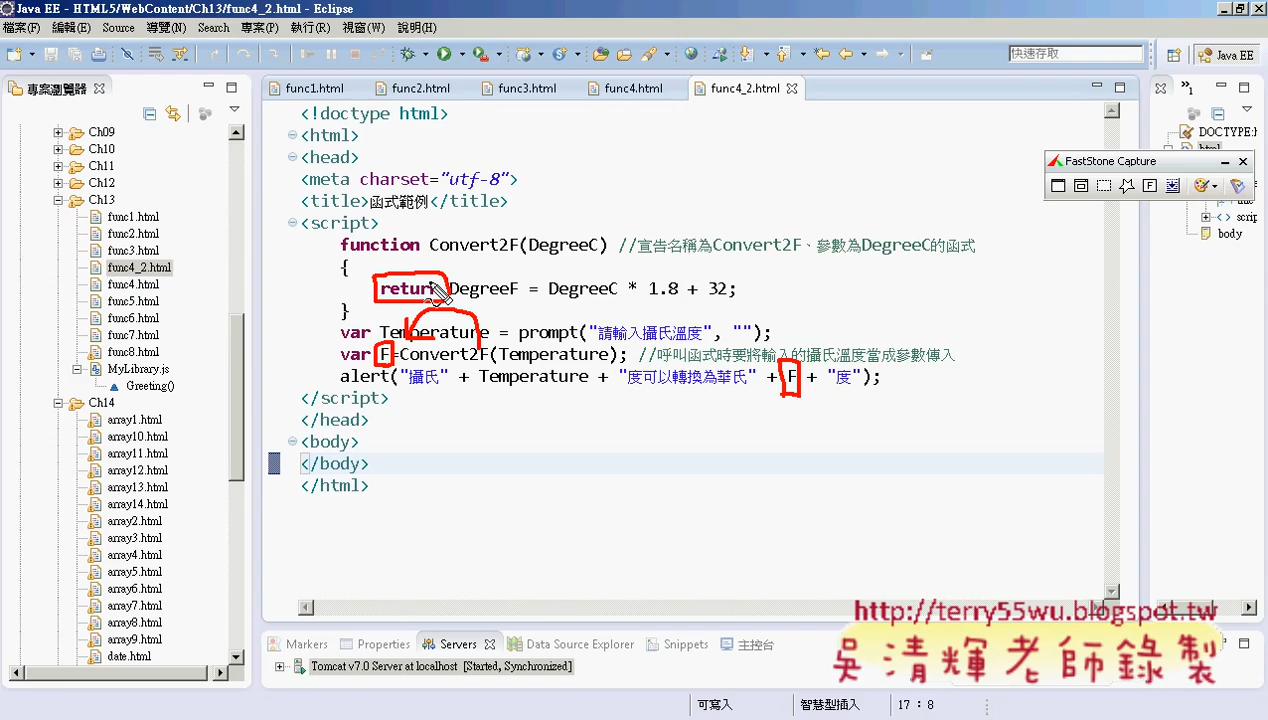 Java EE - HTML5/WebContent/Ch13/func4_2.html - Eclipse
檔案(F) 編輯(E) Source 導覽(N) Search 專案(P) 執行(R) 視窗(W) 說明(H)
快速存取
Java EE
專案瀏覽器
func1.html
func2.html
func3.html
func4.html
func4_2.html
Ch09
Ch10
Ch11
Ch12
Ch13
func1.html
func2.html
func3.html
func4_2.html
func4.html
func5.html
func6.html
func7.html
func8.html
MyLibrary.js
Greeting()
Ch14
array1.html
array10.html
array11.html
array12.html
array13.html
array14.html
array2.html
array3.html
array4.html
array5.html
array6.html
array7.html
array8.html
array9.html
date.html
<!doctype html>
<html>
<head>
<meta charset="utf-8">
<title>函式範例</title>
<script>
function Convert2F(DegreeC) //宣告名稱為Convert2F、參數為DegreeC的函式
{
return DegreeF = DegreeC * 1.8 + 32;
}
var Temperature = prompt("請輸入攝氏溫度", "");
var F=Convert2F(Temperature); //呼叫函式時要將輸入的攝氏溫度當成參數傳入
alert("攝氏" + Temperature + "度可以轉換為華氏" + F + "度");
</script>
</head>
<body>
</body>
</html>
1
DOCTYPE:
html
scrip
body
FastStone Capture
Markers Properties Servers Data Source Explorer Snippets 主控台
Tomcat v7.0 Server at localhost [Started, Synchronized]
http://terry55wu.blogspot.tw
吳清輝老師錄製
可寫入
智慧型插入
17 : 8